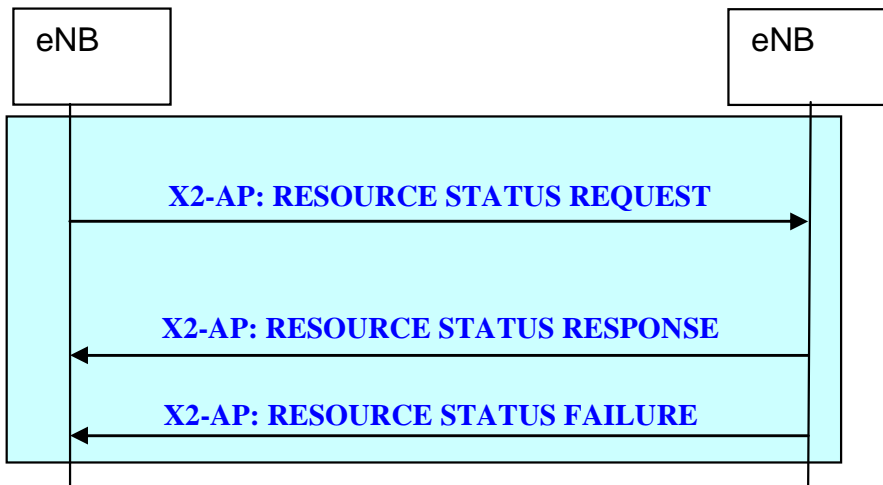 eNB
eNB
X2-AP: RESOURCE STATUS REQUEST
X2-AP: RESOURCE STATUS RESPONSE
X2-AP: RESOURCE STATUS FAILURE